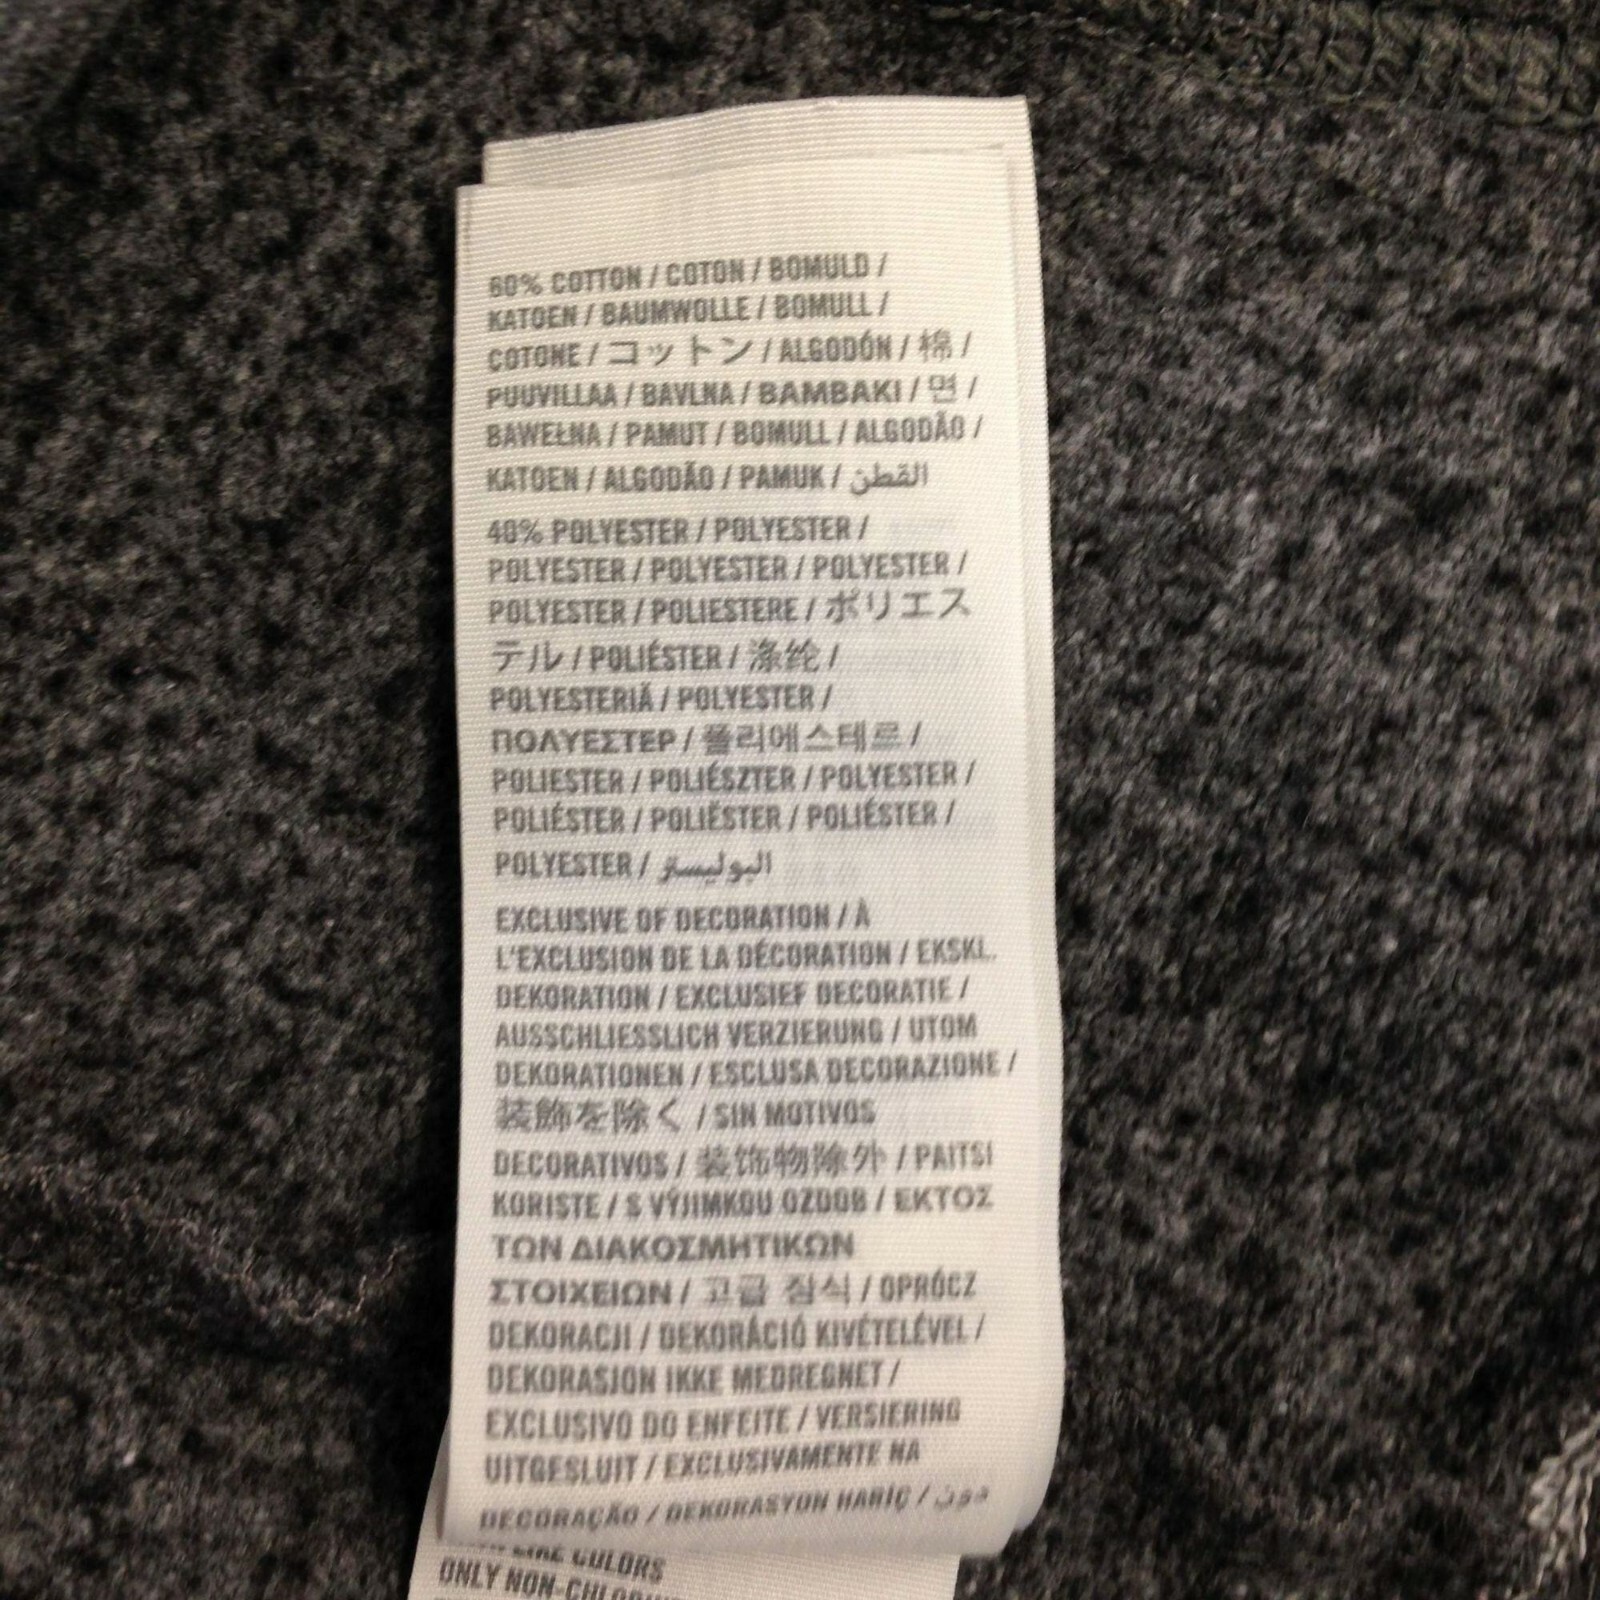 60% COTTON / COTON / BOMULD /
KATOEN / BAUMWOLLE / BOMULL /
COTONE / コットン / ALGODÓN / 棉 /
PUUVILLAA / BAVLNA / BAMBAKI / 면 /
BAWEŁNA / PAMUT / BOMULL / ALGODÃO /
KATOEN / ALGODÃO / PAMUK / القطن
40% POLYESTER / POLYESTER /
POLYESTER / POLYESTER / POLYESTER /
POLYESTER / POLIESTERE / ポリエス
テル / POLIÉSTER / 涤纶 /
POLYESTERIÄ / POLYESTER /
ΠΟΛΥΕΣΤΕΡ / 폴리에스테르 /
POLIESTER / POLIÉSZTER / POLYESTER /
POLIÉSTER / POLIËSTER / POLIÉSTER /
POLYESTER / البوليستر
EXCLUSIVE OF DECORATION / À
L'EXCLUSION DE LA DÉCORATION / EKSKL.
DEKORATION / EXCLUSIEF DECORATIE /
AUSSCHLIESSLICH VERZIERUNG / UTOM
DEKORATIONEN / ESCLUSA DECORAZIONE /
装飾を除く / SIN MOTIVOS
DECORATIVOS / 装饰物除外 / PAITSI
KORISTE / S VÝJIMKOU OZDOB / ΕΚΤΟΣ
ΤΩΝ ΔΙΑΚΟΣΜΗΤΙΚΩΝ
ΣΤΟΙΧΕΙΩΝ / 고급 장식 / OPRÓCZ
DEKORACJI / DEKORÁCIÓ KIVÉTELÉVEL /
DEKORASJON IKKE MEDREGNET /
EXCLUSIVO DO ENFEITE / VERSIERING
UITGESLUIT / EXCLUSIVAMENTE NA
DECORAÇÃO / DEKORASYON HARİÇ / دون
LIKE COLORS
ONLY